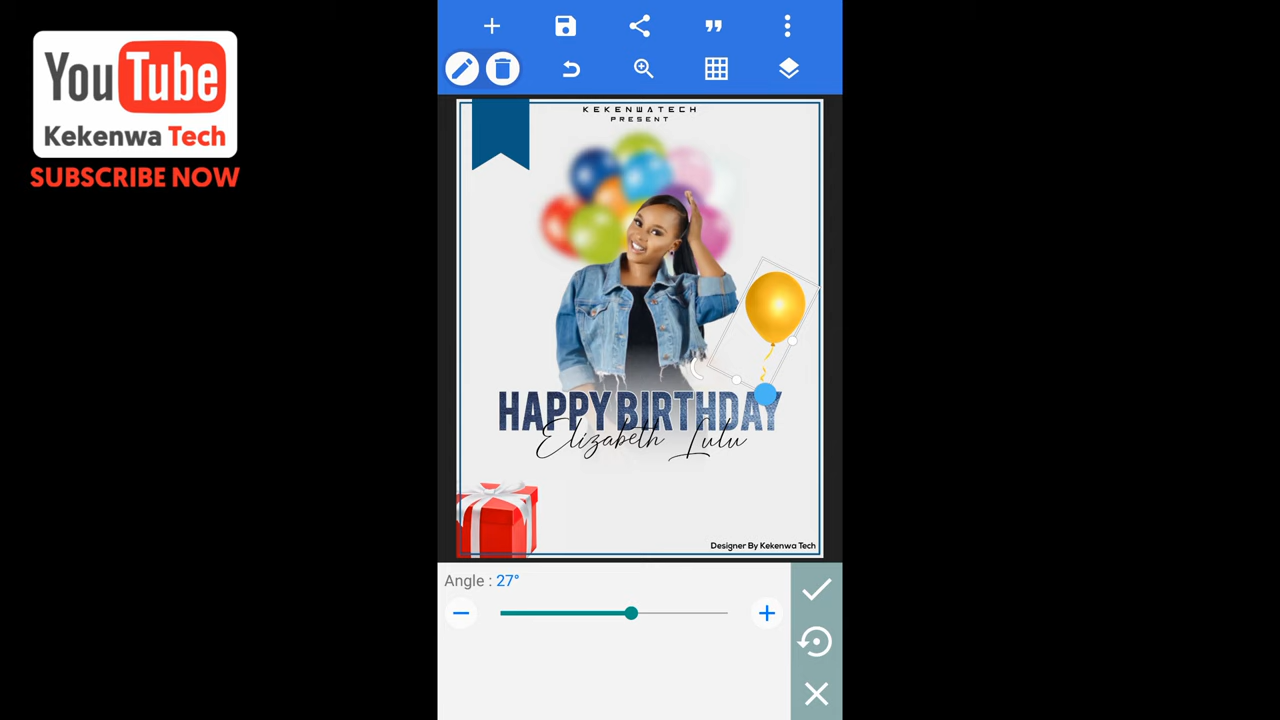 YouTube
Kekenwa Tech
SUBSCRIBE NOW
KEKENWATECH
PRESENT
HAPPY BIRTHDAY
Elizabeth Lulu
Designer By Kekenwa Tech
Angle : 27°